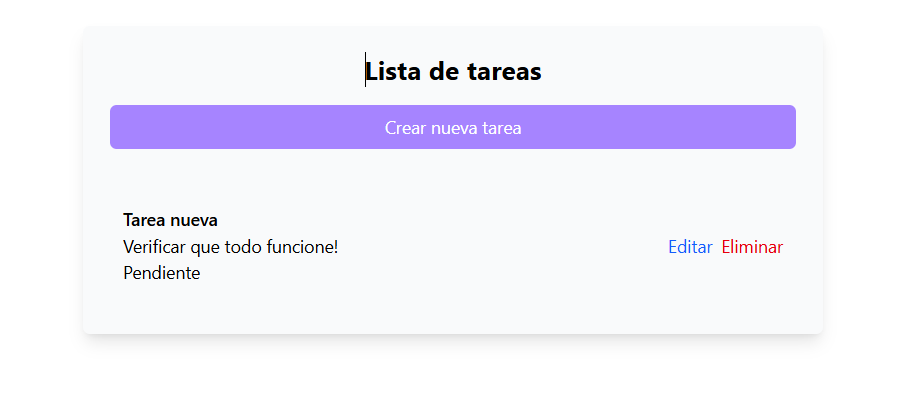 Lista de tareas
Crear nueva tarea
Tarea nueva
Verificar que todo funcione!
Editar Eliminar
Pendiente